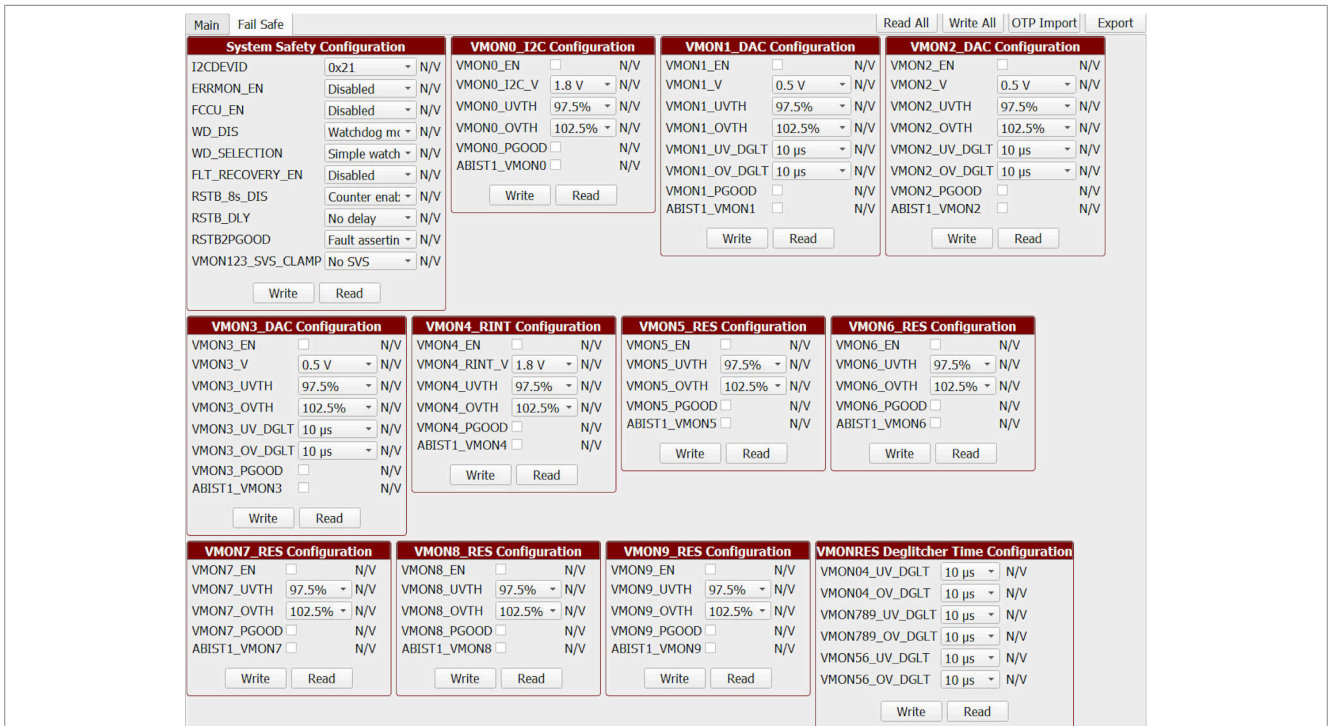 Main Fail Safe Read All Write All OTP Import Export
System Safety Configuration
I2CDEVID 0x21 N/V
ERRMON_EN Disabled N/V
FCCU_EN Disabled N/V
WD_DIS Watchdog mc N/V
WD_SELECTION Simple watch N/V
FLT_RECOVERY_EN Disabled N/V
RSTB_8s_DIS Counter enab N/V
RSTB_DLY No delay N/V
RSTB2PGOOD Fault assertin N/V
VMON123_SVS_CLAMP No SVS N/V
Write Read
VMON0_I2C Configuration
VMON0_EN N/V
VMON0_I2C_V 1.8 V N/V
VMON0_UVTH 97.5% N/V
VMON0_OVTH 102.5% N/V
VMON0_PGOOD N/V
ABIST1_VMON0 N/V
Write Read
VMON1_DAC Configuration
VMON1_EN N/V
VMON1_V 0.5 V N/V
VMON1_UVTH 97.5% N/V
VMON1_OVTH 102.5% N/V
VMON1_UV_DGLT 10 µs N/V
VMON1_OV_DGLT 10 µs N/V
VMON1_PGOOD N/V
ABIST1_VMON1 N/V
Write Read
VMON2_DAC Configuration
VMON2_EN N/V
VMON2_V 0.5 V N/V
VMON2_UVTH 97.5% N/V
VMON2_OVTH 102.5% N/V
VMON2_UV_DGLT 10 µs N/V
VMON2_OV_DGLT 10 µs N/V
VMON2_PGOOD N/V
ABIST1_VMON2 N/V
Write Read
VMON3_DAC Configuration
VMON3_EN N/V
VMON3_V 0.5 V N/V
VMON3_UVTH 97.5% N/V
VMON3_OVTH 102.5% N/V
VMON3_UV_DGLT 10 µs N/V
VMON3_OV_DGLT 10 µs N/V
VMON3_PGOOD N/V
ABIST1_VMON3 N/V
Write Read
VMON4_RINT Configuration
VMON4_EN N/V
VMON4_RINT_V 1.8 V N/V
VMON4_UVTH 97.5% N/V
VMON4_OVTH 102.5% N/V
VMON4_PGOOD N/V
ABIST1_VMON4 N/V
Write Read
VMON5_RES Configuration
VMON5_EN N/V
VMON5_UVTH 97.5% N/V
VMON5_OVTH 102.5% N/V
VMON5_PGOOD N/V
ABIST1_VMON5 N/V
Write Read
VMON6_RES Configuration
VMON6_EN N/V
VMON6_UVTH 97.5% N/V
VMON6_OVTH 102.5% N/V
VMON6_PGOOD N/V
ABIST1_VMON6 N/V
Write Read
VMON7_RES Configuration
VMON7_EN N/V
VMON7_UVTH 97.5% N/V
VMON7_OVTH 102.5% N/V
VMON7_PGOOD N/V
ABIST1_VMON7 N/V
Write Read
VMON8_RES Configuration
VMON8_EN N/V
VMON8_UVTH 97.5% N/V
VMON8_OVTH 102.5% N/V
VMON8_PGOOD N/V
ABIST1_VMON8 N/V
Write Read
VMON9_RES Configuration
VMON9_EN N/V
VMON9_UVTH 97.5% N/V
VMON9_OVTH 102.5% N/V
VMON9_PGOOD N/V
ABIST1_VMON9 N/V
Write Read
VMONRES Deglitcher Time Configuration
VMON04_UV_DGLT 10 µs N/V
VMON04_OV_DGLT 10 µs N/V
VMON789_UV_DGLT 10 µs N/V
VMON789_OV_DGLT 10 µs N/V
VMON56_UV_DGLT 10 µs N/V
VMON56_OV_DGLT 10 µs N/V
Write Read